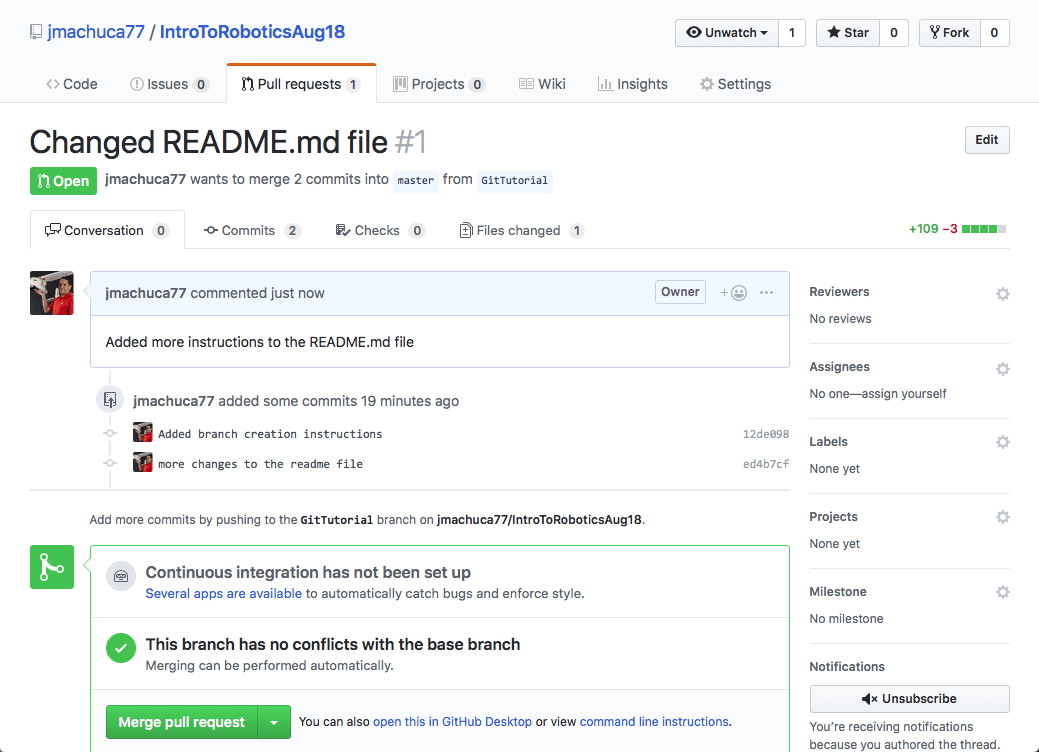 jmachuca77 / IntroToRoboticsAug18
Unwatch 1 Star 0 Fork 0
Code Issues 0 Pull requests 1 Projects 0 Wiki Insights Settings
Changed README.md file #1
Edit
Open jmachuca77 wants to merge 2 commits into master from GitTutorial
Conversation 0 Commits 2 Checks 0 Files changed 1
+109 −3
jmachuca77 commented just now
Owner
Added more instructions to the README.md file
jmachuca77 added some commits 19 minutes ago
Added branch creation instructions 12de098
more changes to the readme file ed4b7cf
Add more commits by pushing to the GitTutorial branch on jmachuca77/IntroToRoboticsAug18.
Continuous integration has not been set up
Several apps are available to automatically catch bugs and enforce style.
This branch has no conflicts with the base branch
Merging can be performed automatically.
Merge pull request You can also open this in GitHub Desktop or view command line instructions.
Reviewers
No reviews
Assignees
No one—assign yourself
Labels
None yet
Projects
None yet
Milestone
No milestone
Notifications
Unsubscribe
You're receiving notifications
because you authored the thread.